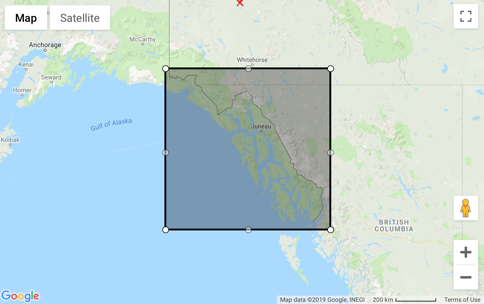 Map
Satellite
McCarthy
Anchorage
Whitehorse
Kenai
Seward
Homer
Gulf of Alaska
Juneau
Kodiak
BRITISH
COLUMBIA
Google
Map data ©2019 Google, INEGI
200 km
Terms of Use